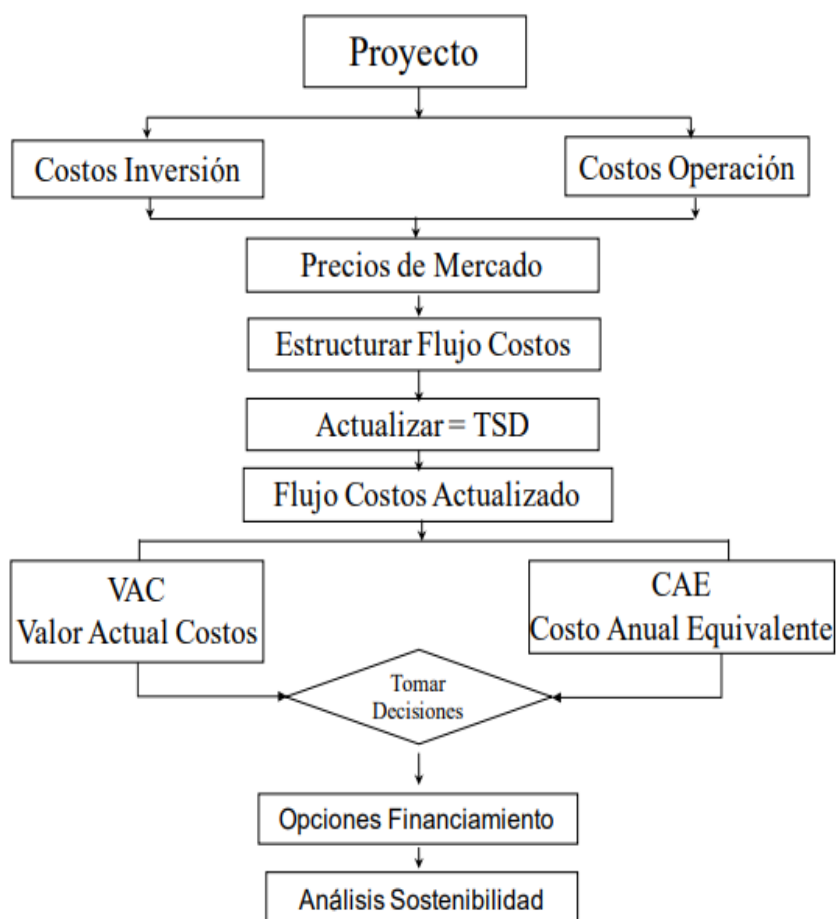 Proyecto
Costos Inversión
Costos Operación
Precios de Mercado
Estructurar Flujo Costos
Actualizar = TSD
Flujo Costos Actualizado
VAC
Valor Actual Costos
CAE
Costo Anual Equivalente
Tomar
Decisiones
Opciones Financiamiento
Análisis Sostenibilidad